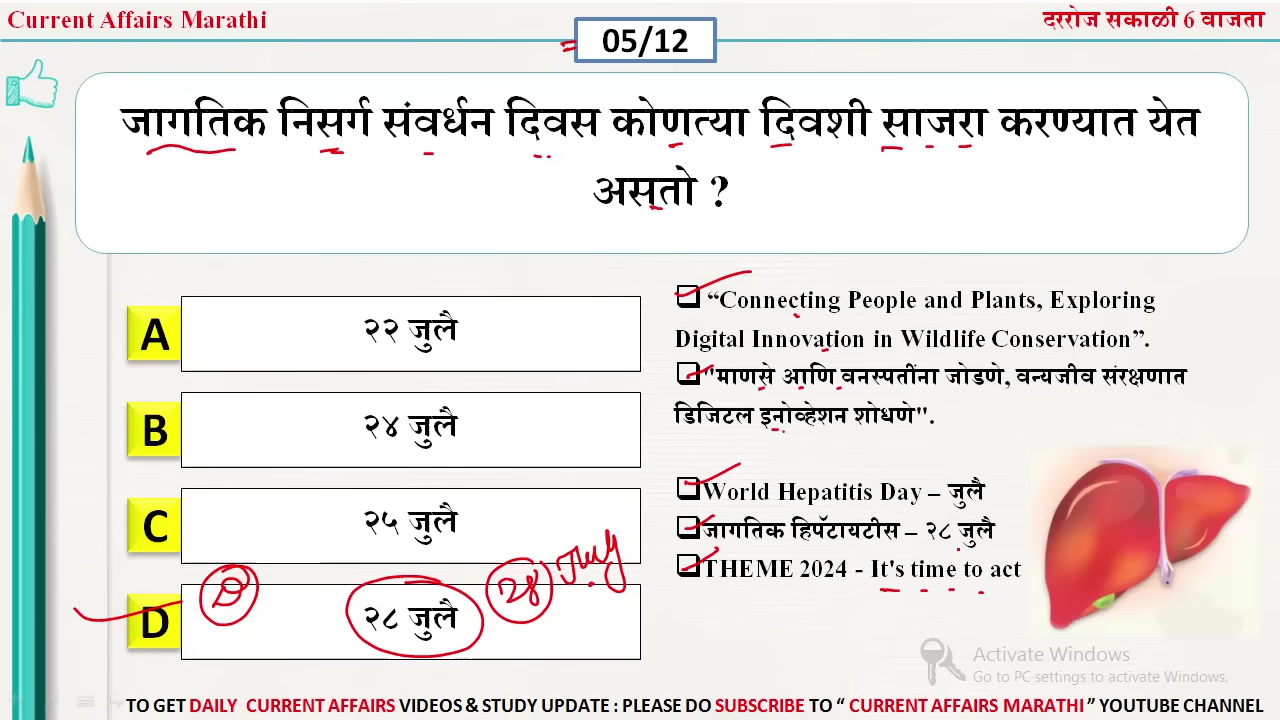 Current Affairs Marathi
दररोज सकाळी 6 वाजता
05/12
जागतिक निसर्ग संवर्धन दिवस कोणत्या दिवशी साजरा करण्यात येत
असतो ?
A २२ जुलै
B २४ जुलै
C २५ जुलै
D २८ जुलै
D
२८ July
“Connecting People and Plants, Exploring
Digital Innovation in Wildlife Conservation”.
"माणसे आणि वनस्पतींना जोडणे, वन्यजीव संरक्षणात
डिजिटल इनोव्हेशन शोधणे".
World Hepatitis Day – जुलै
जागतिक हिपॅटायटीस – २८ जुलै
THEME 2024 - It's time to act
Activate Windows
Go to PC settings to activate Windows.
TO GET DAILY CURRENT AFFAIRS VIDEOS & STUDY UPDATE : PLEASE DO SUBSCRIBE TO “ CURRENT AFFAIRS MARATHI ” YOUTUBE CHANNEL